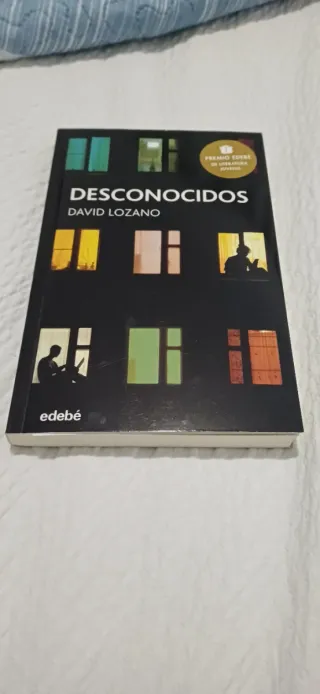 PREMIO EDEBÉ
DE LITERATURA
JUVENIL
DESCONOCIDOS
DAVID LOZANO
edebé